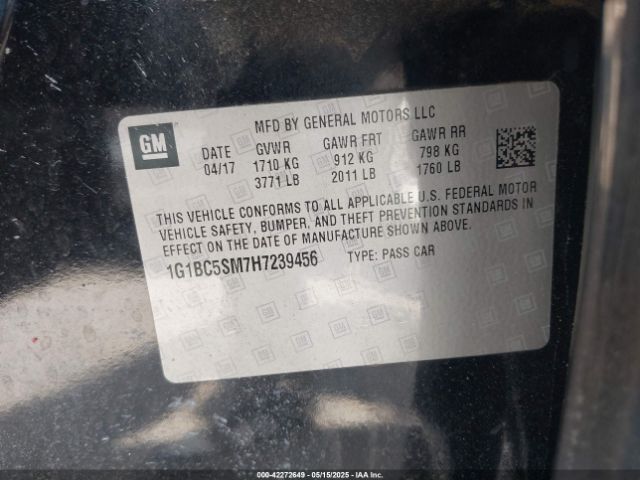 GM
MFD BY GENERAL MOTORS LLC
DATE GVWR GAWR FRT GAWR RR
04/17 1710 KG 912 KG 798 KG
3771 LB 2011 LB 1760 LB
THIS VEHICLE CONFORMS TO ALL APPLICABLE U.S. FEDERAL MOTOR
VEHICLE SAFETY, BUMPER, AND THEFT PREVENTION STANDARDS IN
EFFECT ON THE DATE OF MANUFACTURE SHOWN ABOVE.
1G1BC5SM7H7239456 TYPE: PASS CAR
000-42272649 - 05/15/2025 - IAAI.COM